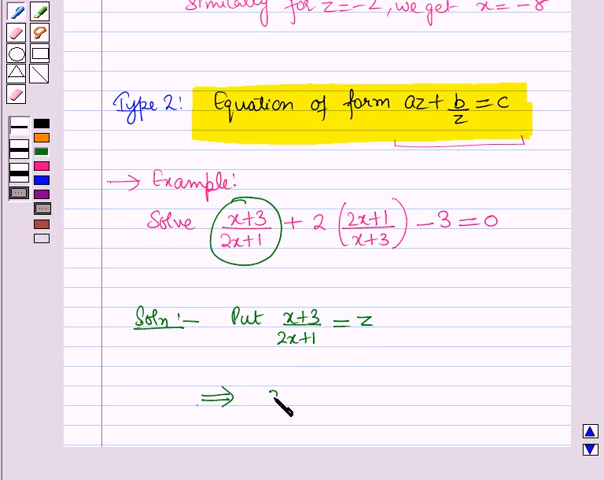 Similarly for z=-2, we get x=-8
Type 2: Equation of form az + b/z = c
→ Example:
Solve (x+3)/(2x+1) + 2 ((2x+1)/(x+3)) - 3 = 0
Soln:- Put (x+3)/(2x+1) = z
⇒